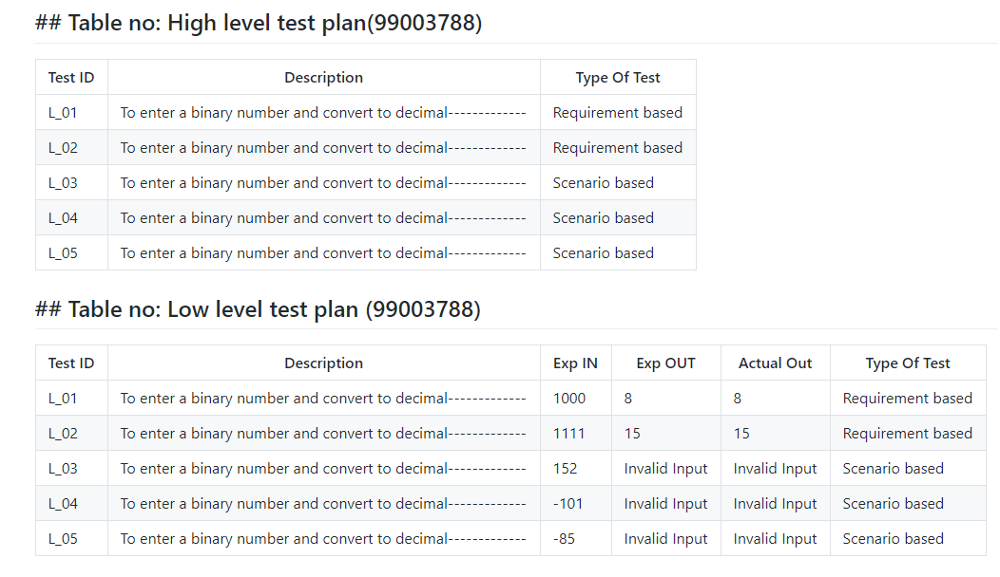 ## Table no: High level test plan(99003788)
Test ID Description Type Of Test
L_01 To enter a binary number and convert to decimal------------- Requirement based
L_02 To enter a binary number and convert to decimal------------- Requirement based
L_03 To enter a binary number and convert to decimal------------- Scenario based
L_04 To enter a binary number and convert to decimal------------- Scenario based
L_05 To enter a binary number and convert to decimal------------- Scenario based
## Table no: Low level test plan (99003788)
Test ID Description Exp IN Exp OUT Actual Out Type Of Test
L_01 To enter a binary number and convert to decimal------------- 1000 8 8 Requirement based
L_02 To enter a binary number and convert to decimal------------- 1111 15 15 Requirement based
L_03 To enter a binary number and convert to decimal------------- 152 Invalid Input Invalid Input Scenario based
L_04 To enter a binary number and convert to decimal------------- -101 Invalid Input Invalid Input Scenario based
L_05 To enter a binary number and convert to decimal------------- -85 Invalid Input Invalid Input Scenario based